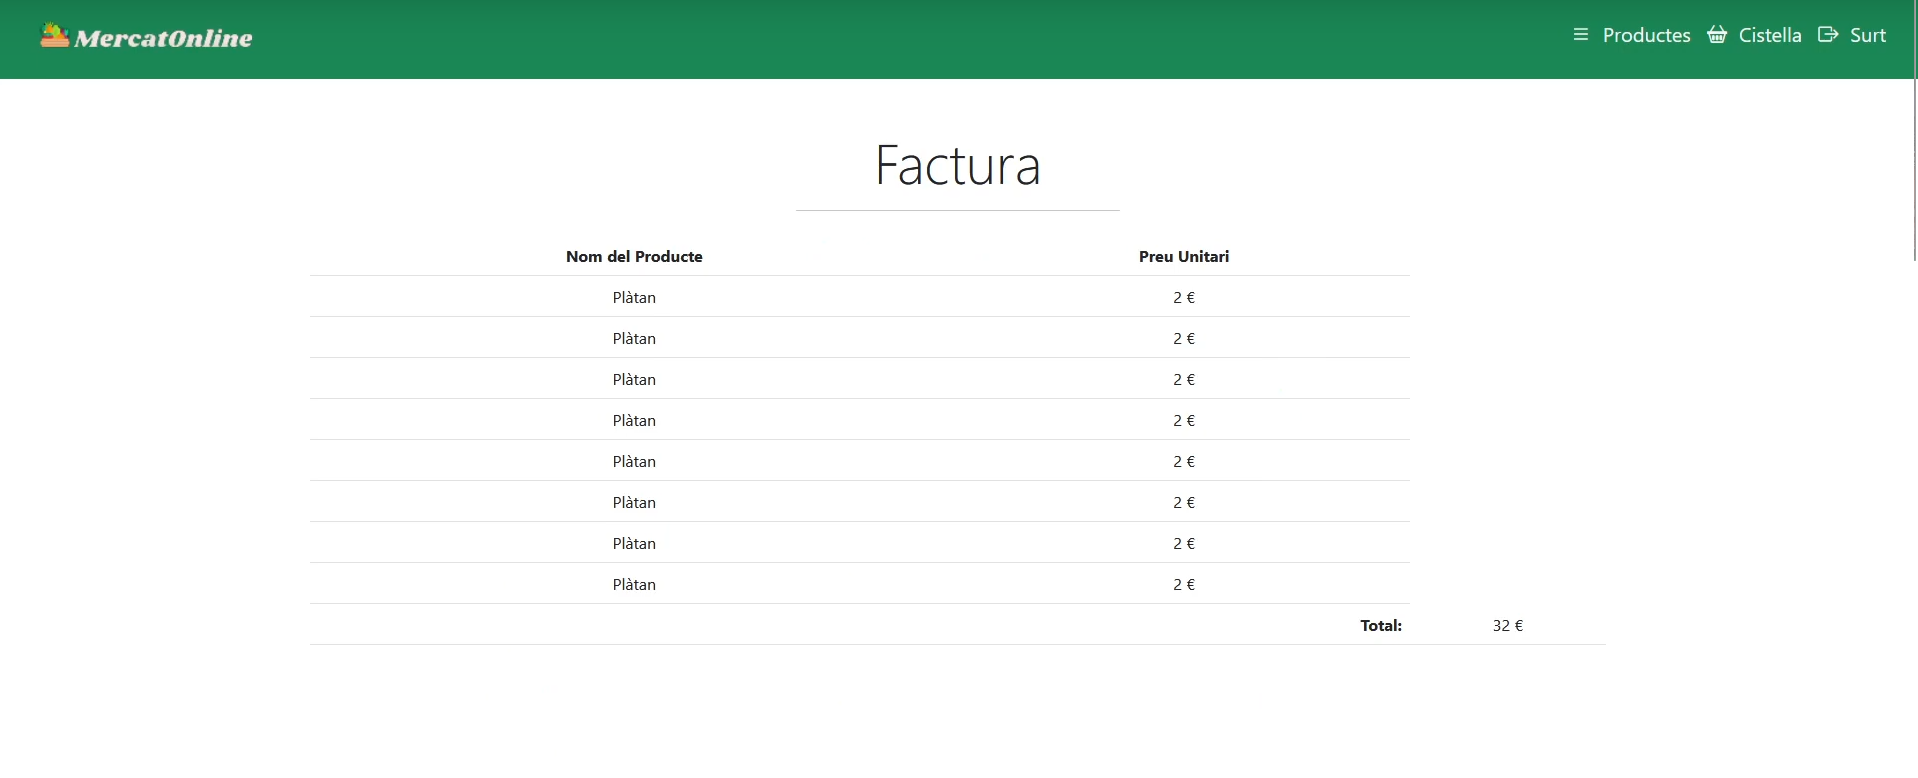 MercatOnline
Productes Cistella Surt
Factura
Nom del Producte Preu Unitari
Plàtan 2 €
Plàtan 2 €
Plàtan 2 €
Plàtan 2 €
Plàtan 2 €
Plàtan 2 €
Plàtan 2 €
Plàtan 2 €
Total: 32 €